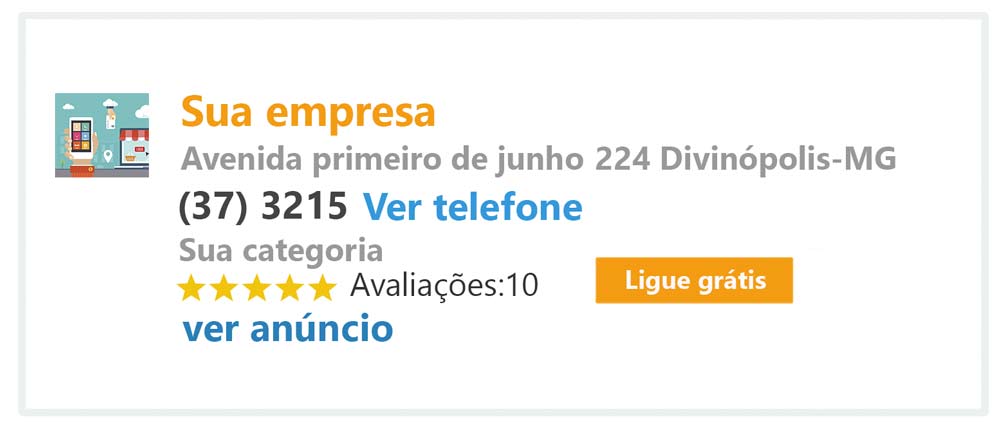 Sua empresa
Avenida primeiro de junho 224 Divinópolis-MG
(37) 3215 Ver telefone
Sua categoria
Avaliações:10
Ligue grátis
ver anúncio